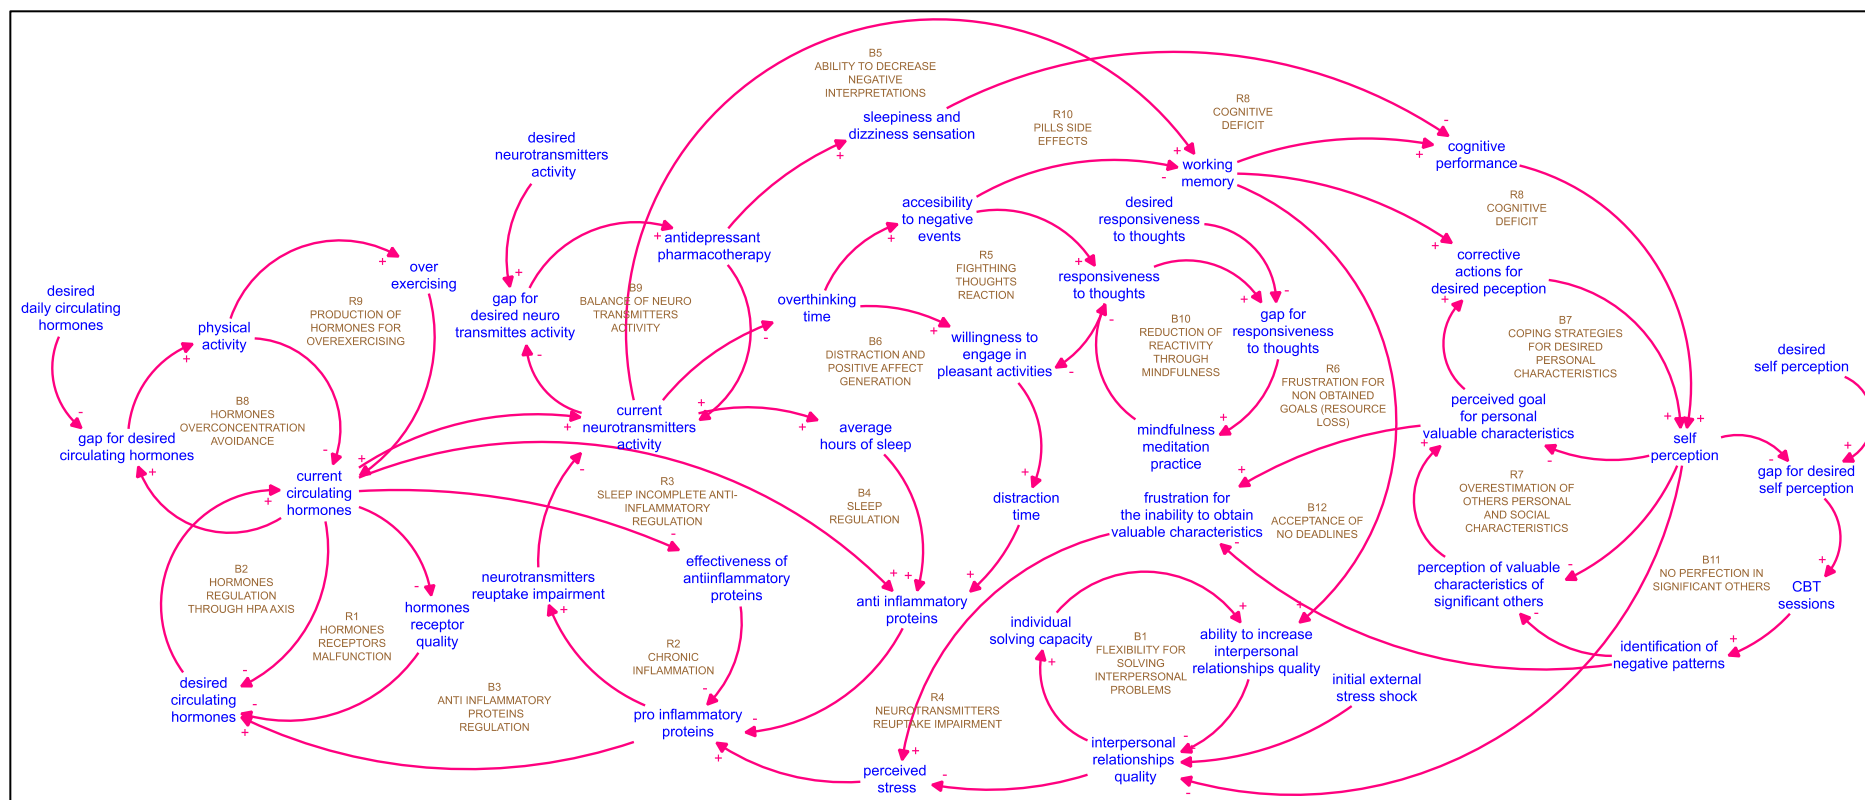 B5
ABILITY TO DECREASE
NEGATIVE
INTERPRETATIONS
sleepiness and
dizziness sensation
R10
PILLS SIDE
EFFECTS
R8
COGNITIVE
DEFICIT
cognitive
performance
desired
neurotransmitters
activity
working
memory
accesibility
to negative
events
desired
responsiveness
to thoughts
R8
COGNITIVE
DEFICIT
antidepressant
pharmacotherapy
corrective
actions for
desired peception
over
exercising
R5
FIGHTHING
THOUGHTS
REACTION
responsiveness
to thoughts
desired
daily circulating
hormones
R9
PRODUCTION OF
HORMONES FOR
OVEREXERCISING
physical
activity
gap for
desired neuro
transmittes activity
B9
BALANCE OF NEURO
TRANSMITTERS
ACTIVITY
overthinking
time
willingness to
engage in
pleasant activities
B6
DISTRACTION AND
POSITIVE AFFECT
GENERATION
B10
REDUCTION OF
REACTIVITY
THROUGH
MINDFULNESS
gap for
responsiveness
to thoughts
R6
FRUSTRATION FOR
NON OBTAINED
GOALS (RESOURCE
LOSS)
B7
COPING STRATEGIES
FOR DESIRED
PERSONAL
CHARACTERISTICS
desired
self perception
B8
HORMONES
OVERCONCENTRATION
AVOIDANCE
gap for desired
circulating hormones
current
neurotransmitters
activity
average
hours of sleep
mindfulness
meditation
practice
perceived goal
for personal
valuable characteristics
self
perception
gap for desired
self perception
current
circulating
hormones
R3
SLEEP INCOMPLETE ANTI-
INFLAMMATORY
REGULATION
B4
SLEEP
REGULATION
distraction
time
frustration for
the inability to obtain
valuable characteristics
B12
ACCEPTANCE OF
NO DEADLINES
R7
OVERESTIMATION OF
OTHERS PERSONAL
AND SOCIAL
CHARACTERISTICS
B2
HORMONES
REGULATION
THROUGH HPA AXIS
R1
HORMONES
RECEPTORS
MALFUNCTION
hormones
receptor
quality
neurotransmitters
reuptake impairment
effectiveness of
antiinflammatory
proteins
anti inflammatory
proteins
individual
solving capacity
ability to increase
interpersonal
relationships quality
perception of valuable
characteristics of
significant others
B11
NO PERFECTION IN
SIGNIFICANT OTHERS
CBT
sessions
identification of
negative patterns
R2
CHRONIC
INFLAMMATION
B1
FLEXIBILITY FOR
SOLVING
INTERPERSONAL
PROBLEMS
initial external
stress shock
desired
circulating
hormones
B3
ANTI INFLAMMATORY
PROTEINS
REGULATION
pro inflammatory
proteins
R4
NEUROTRANSMITTERS
REUPTAKE IMPAIRMENT
interpersonal
relationships
quality
perceived
stress